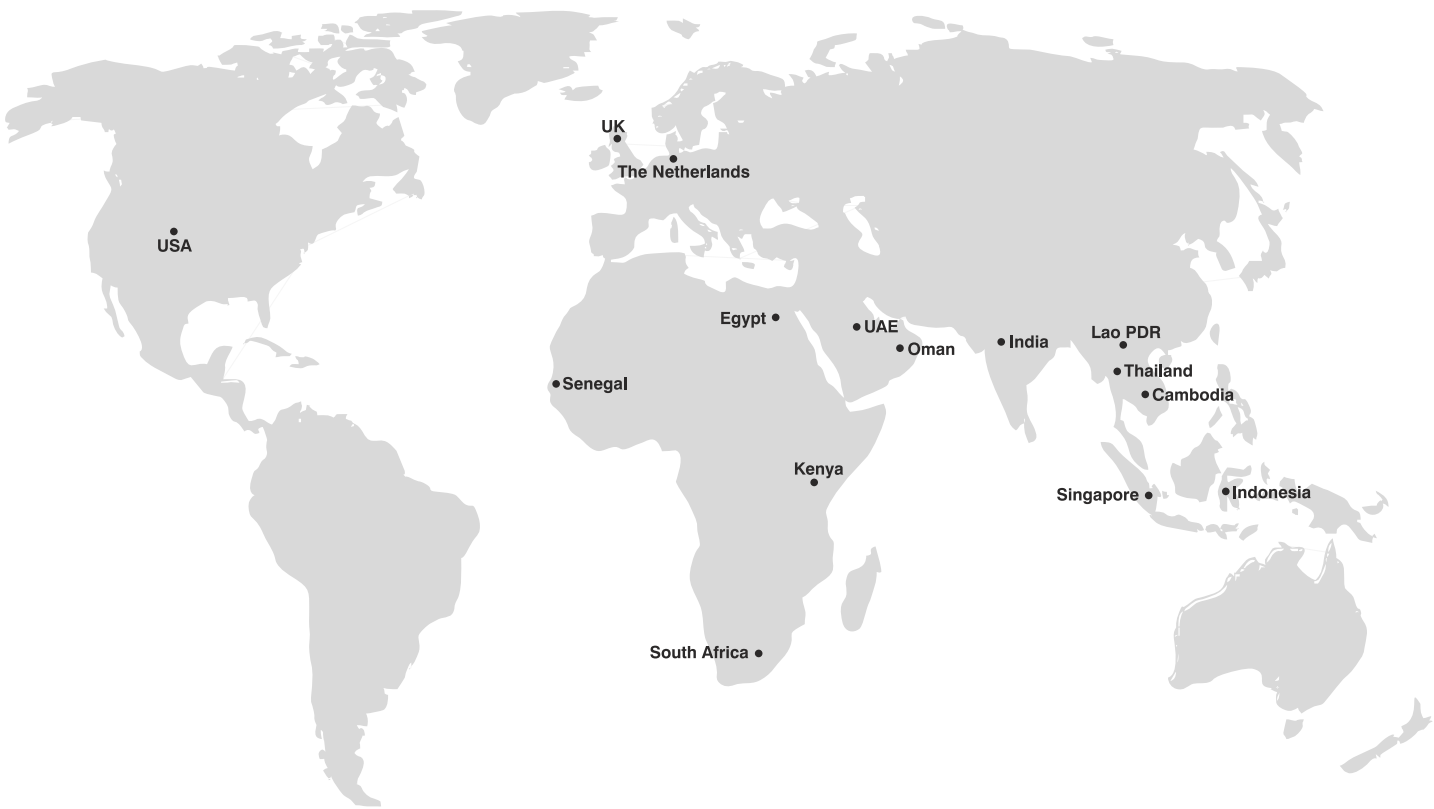 UK
The Netherlands
USA
Egypt
UAE
Oman
India
Lao PDR
Thailand
Cambodia
Senegal
Kenya
Singapore
Indonesia
South Africa